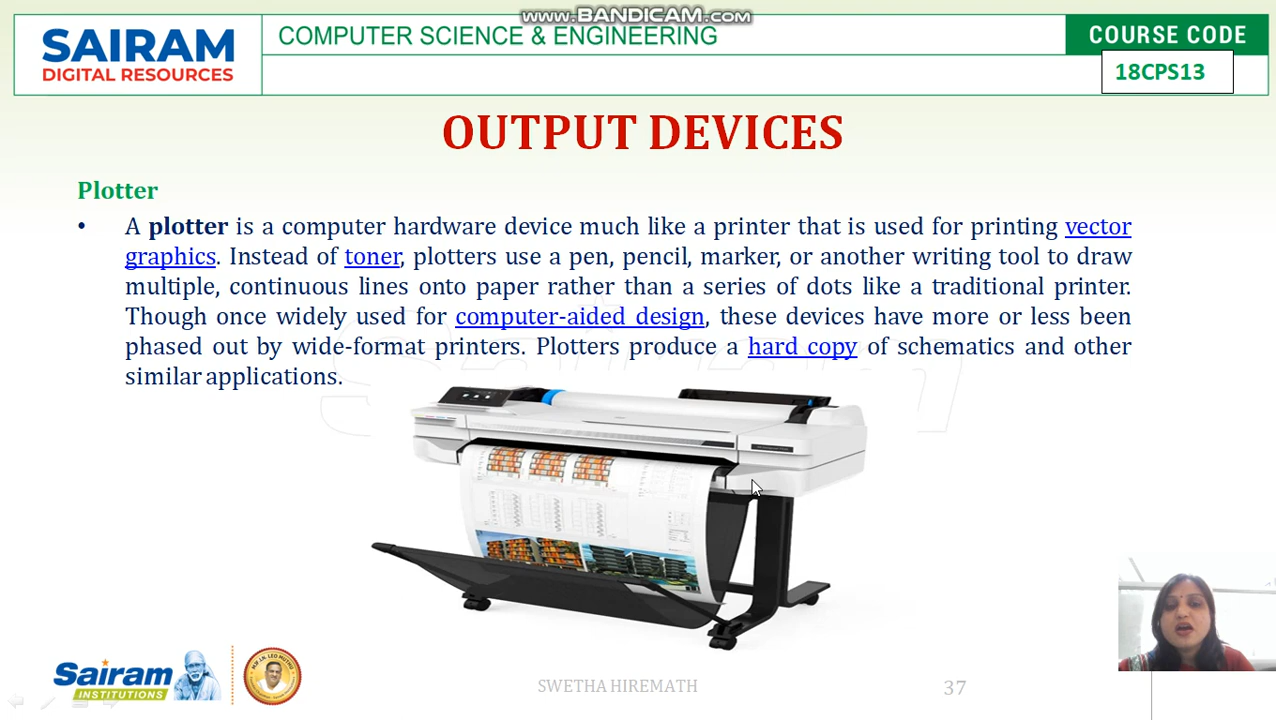 www.BANDICAM.com
SAIRAM
DIGITAL RESOURCES
COMPUTER SCIENCE & ENGINEERING
COURSE CODE
18CPS13
OUTPUT DEVICES
Plotter
• A plotter is a computer hardware device much like a printer that is used for printing vector
graphics. Instead of toner, plotters use a pen, pencil, marker, or another writing tool to draw
multiple, continuous lines onto paper rather than a series of dots like a traditional printer.
Though once widely used for computer-aided design, these devices have more or less been
phased out by wide-format printers. Plotters produce a hard copy of schematics and other
similar applications.
Sairam
Sairam
INSTITUTIONS
SWETHA HIREMATH
37